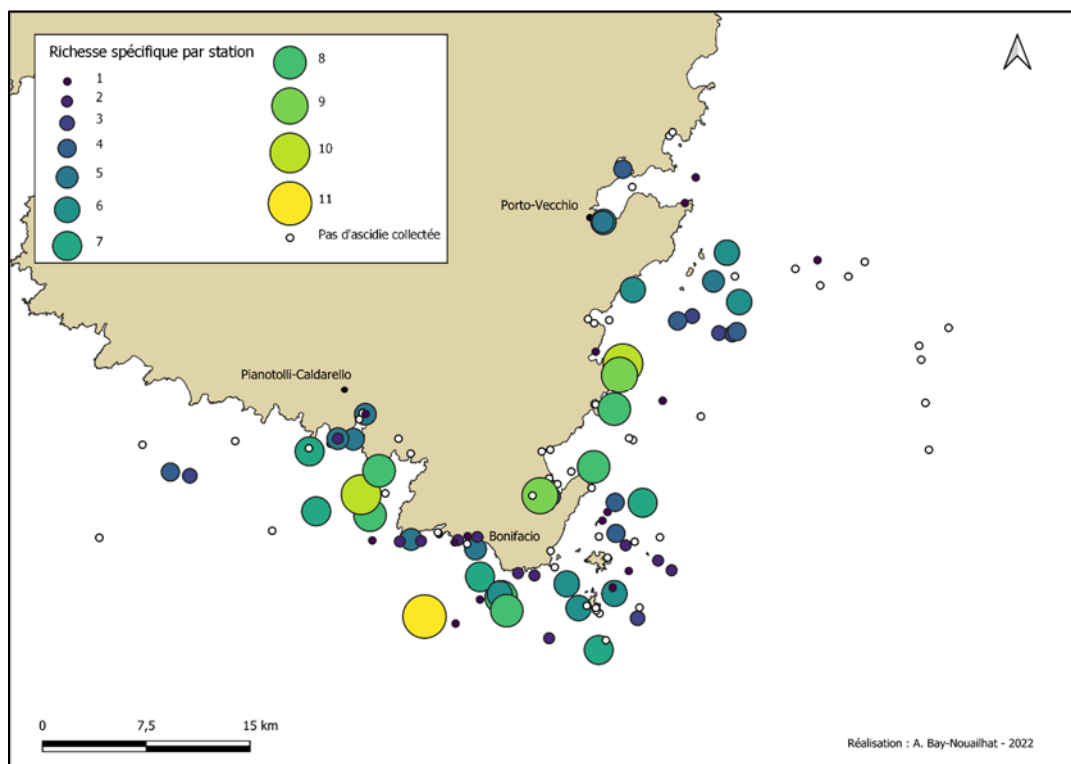 Richesse spécifique par station
1
2
3
4
5
6
7
8
9
10
11
Pas d'ascidie collectée
Porto-Vecchio
Pianotolli-Caldarello
Bonifacio
0 7,5 15 km
Réalisation : A. Bay-Nouailhat - 2022